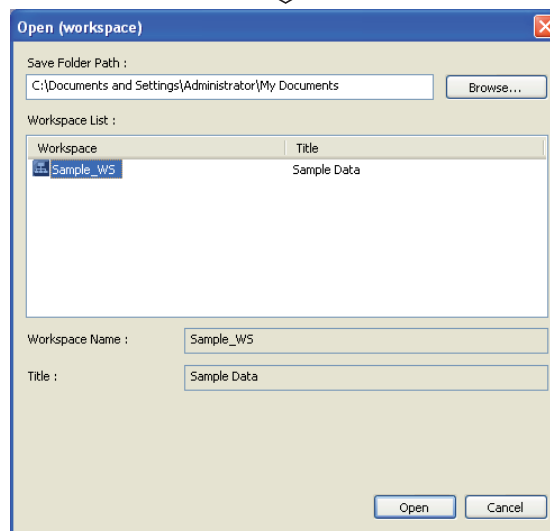 Open (workspace)
Save Folder Path :
C:\Documents and Settings\Administrator\My Documents
Browse...
Workspace List :
Workspace Title
Sample_WS Sample Data
Workspace Name : Sample_WS
Title : Sample Data
Open Cancel